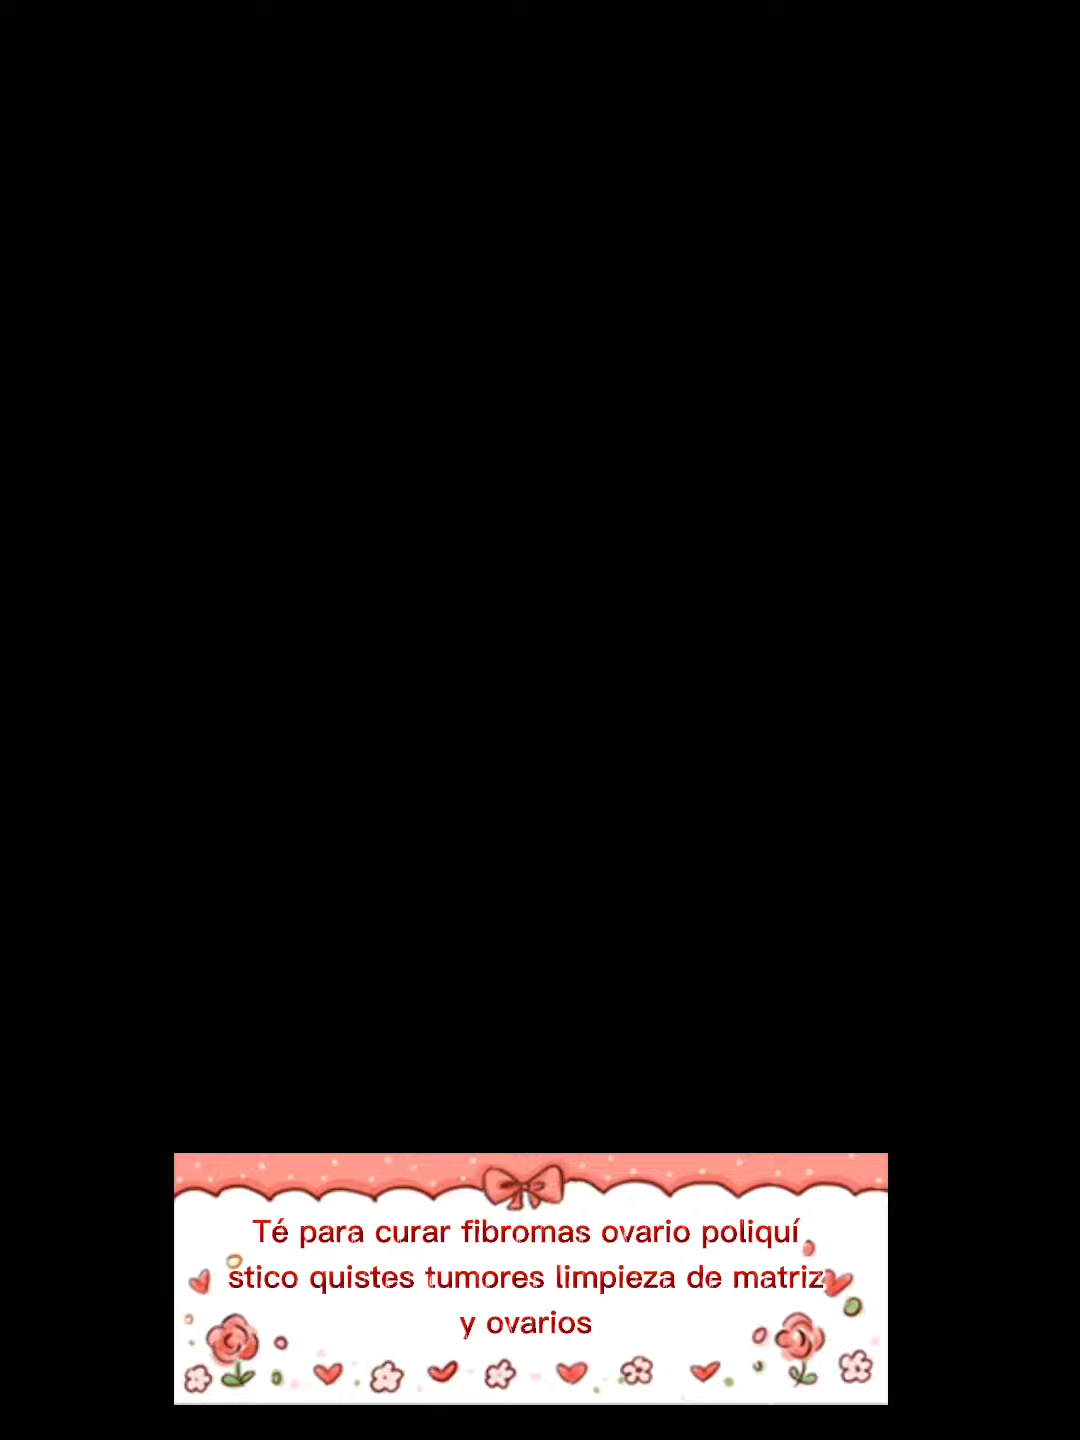 Té para curar fibromas ovario poliquí
stico quistes tumores limpieza de matriz
y ovarios